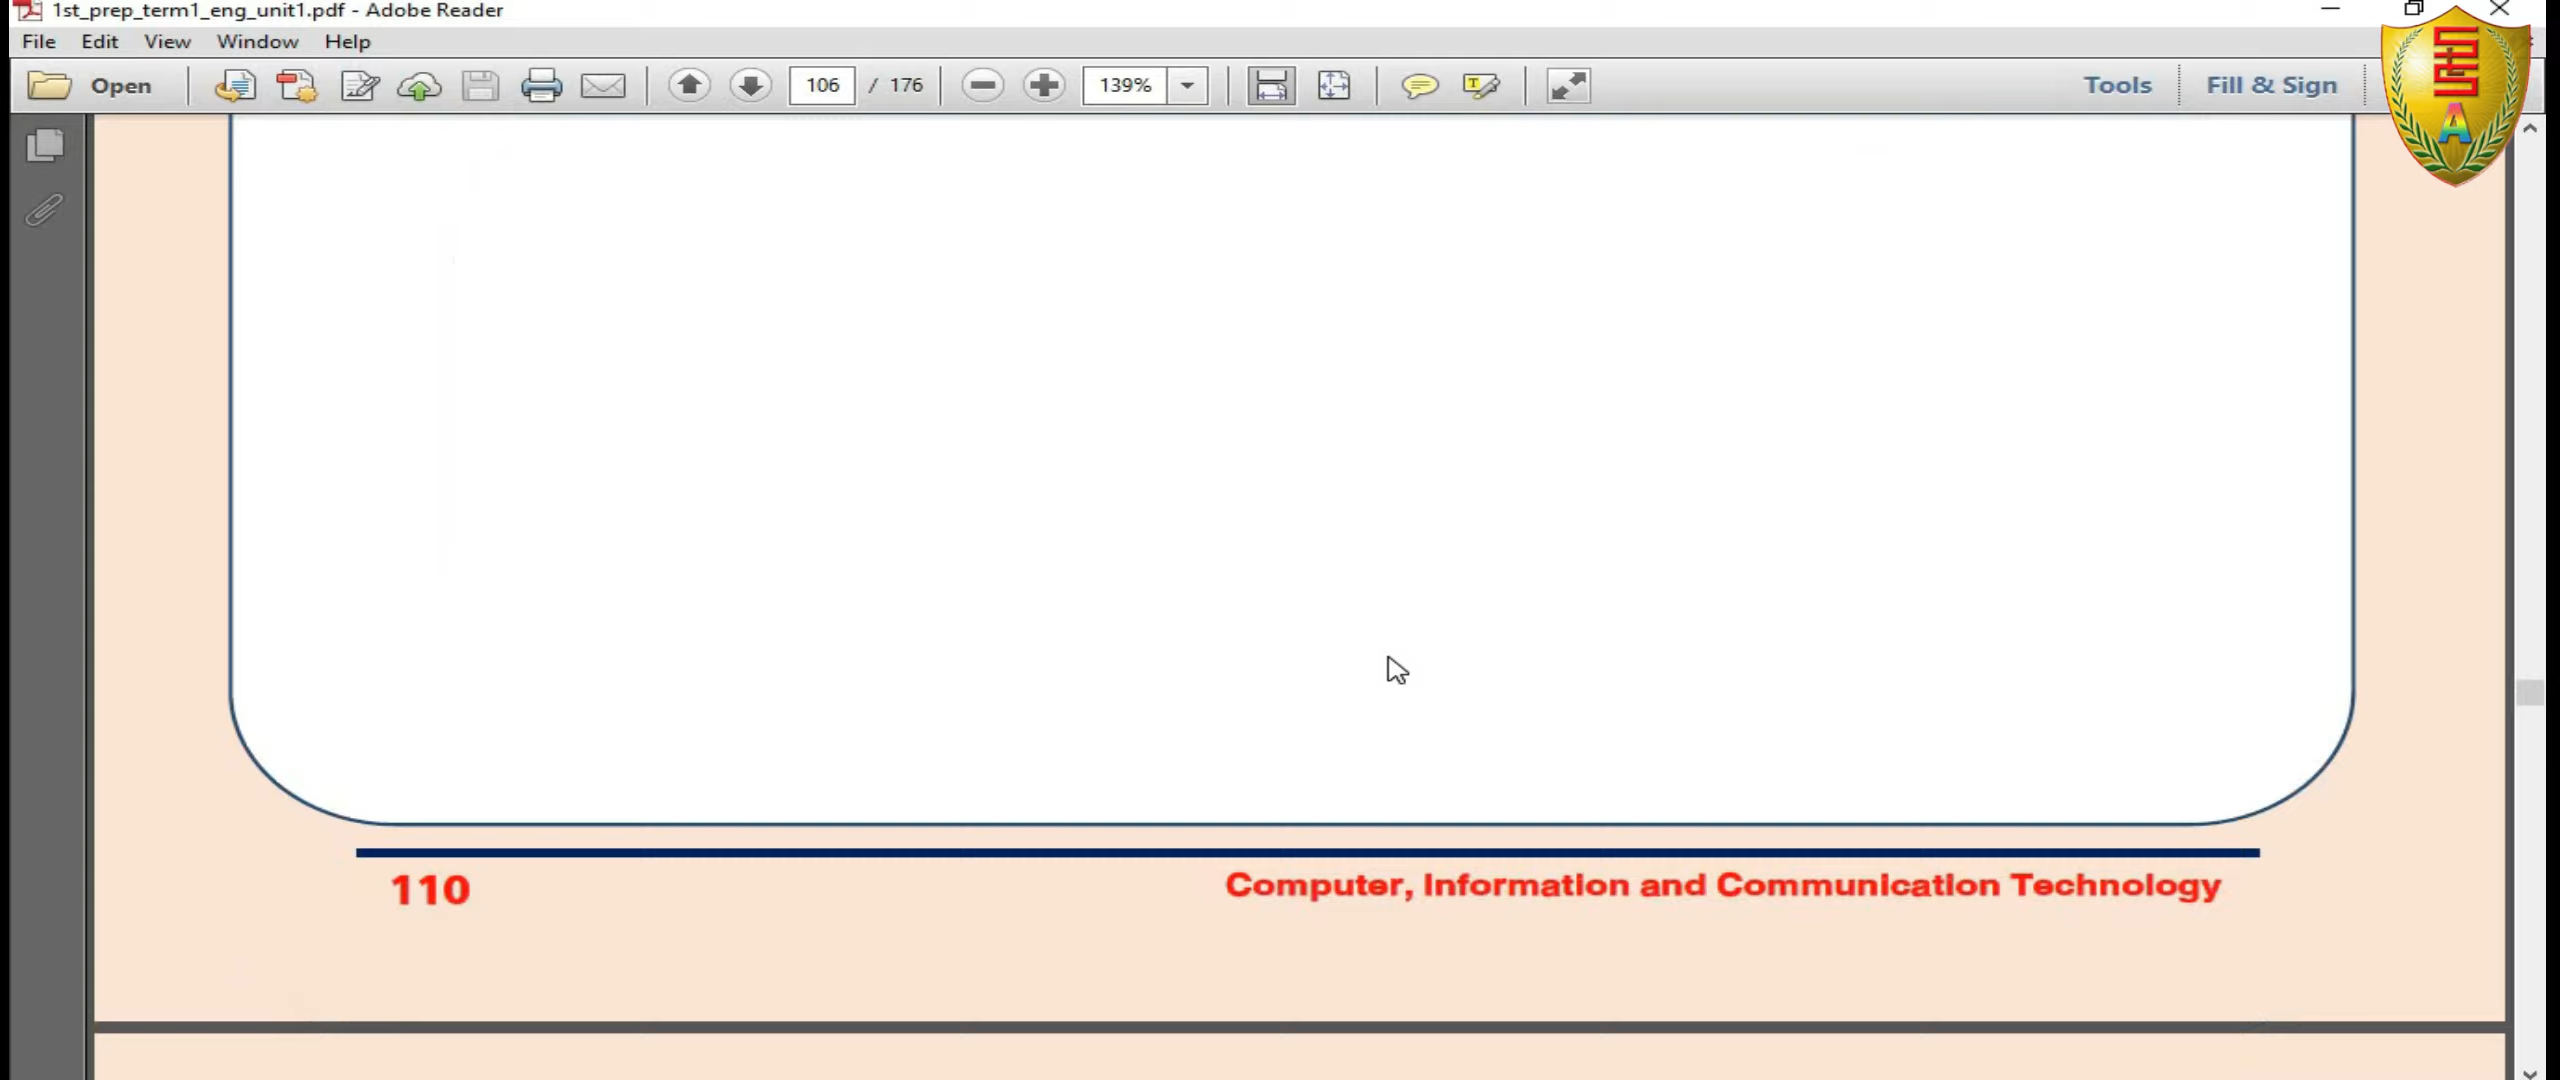 1st_prep_term1_eng_unit1.pdf - Adobe Reader
File Edit View Window Help
Open 106 / 176 139% Tools Fill & Sign
A
110 Computer, Information and Communication Technology